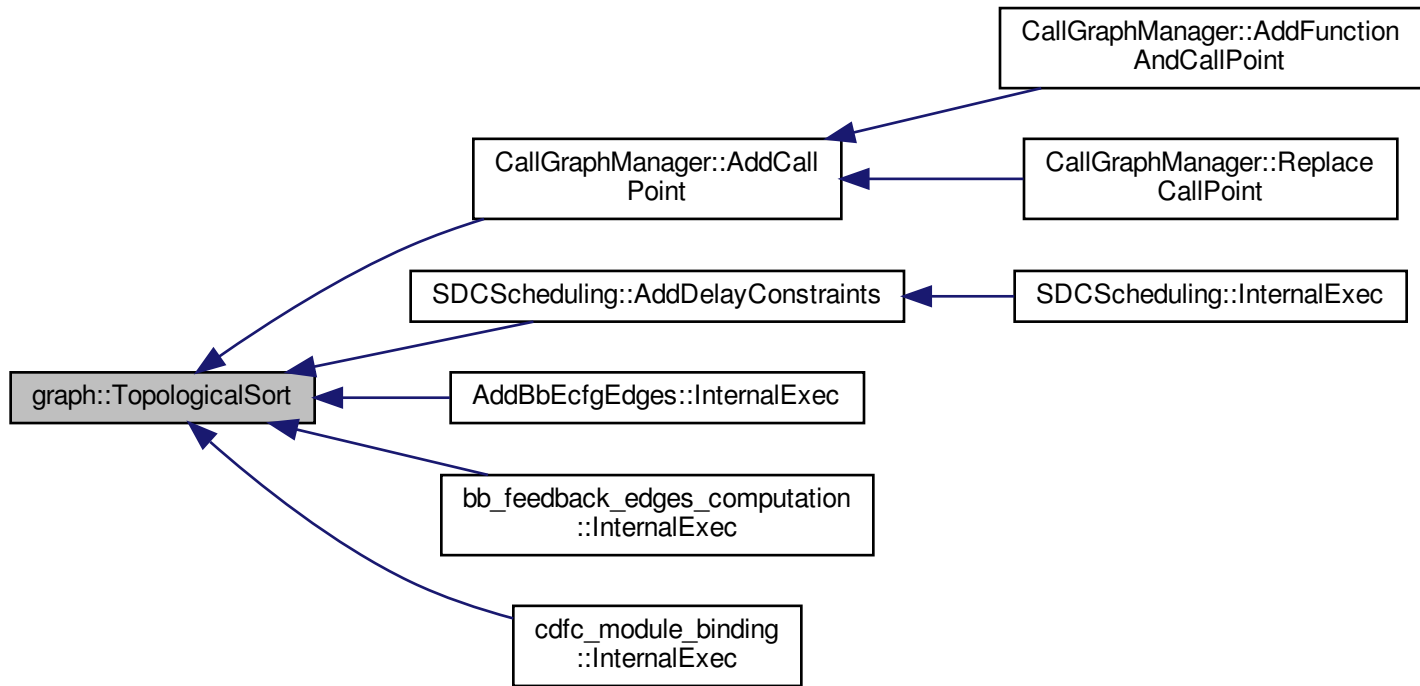 CallGraphManager::AddFunction
AndCallPoint
CallGraphManager::AddCall
Point
CallGraphManager::Replace
CallPoint
SDCScheduling::AddDelayConstraints
SDCScheduling::InternalExec
graph::TopologicalSort
AddBbEcfgEdges::InternalExec
bb_feedback_edges_computation
::InternalExec
cdfc_module_binding
::InternalExec